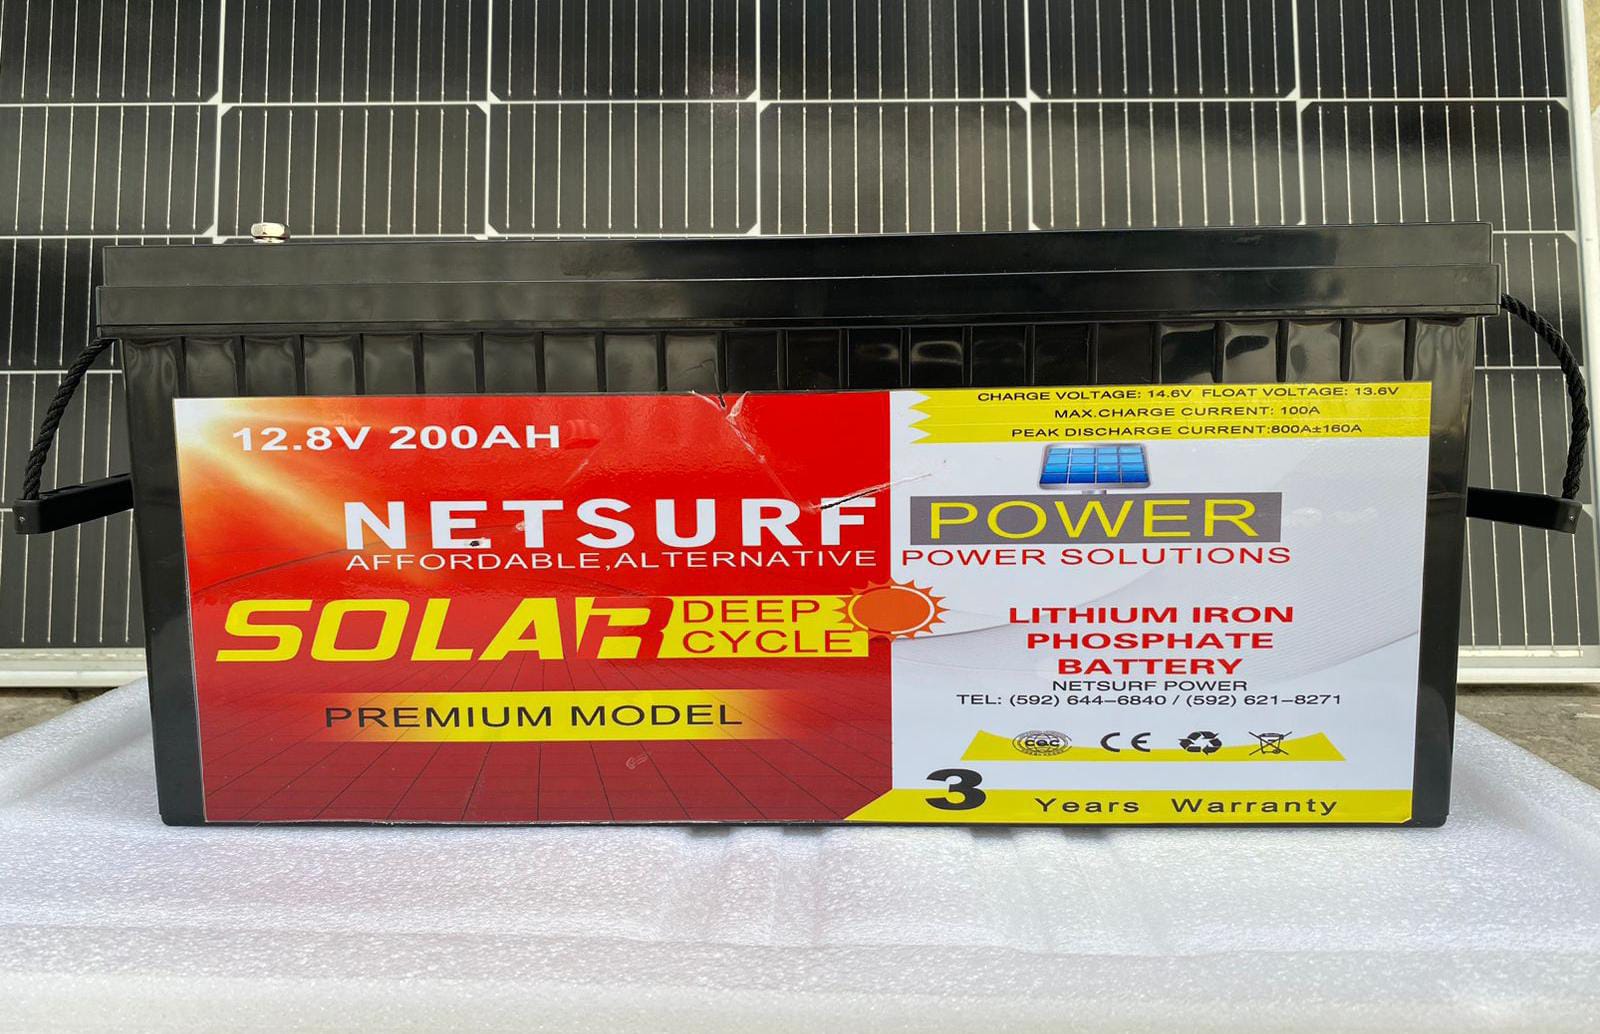 12.8V 200AH
NETSURF
AFFORDABLE,ALTERNATIVE
SOLAR DEEP CYCLE
PREMIUM MODEL
CHARGE VOLTAGE: 14.6V FLOAT VOLTAGE: 13.6V
MAX.CHARGE CURRENT: 100A
PEAK DISCHARGE CURRENT:800A±160A
POWER
POWER SOLUTIONS
LITHIUM IRON
PHOSPHATE
BATTERY
NETSURF POWER
TEL: (592) 644-6840 / (592) 621-8271
CQC CE
3 Years Warranty